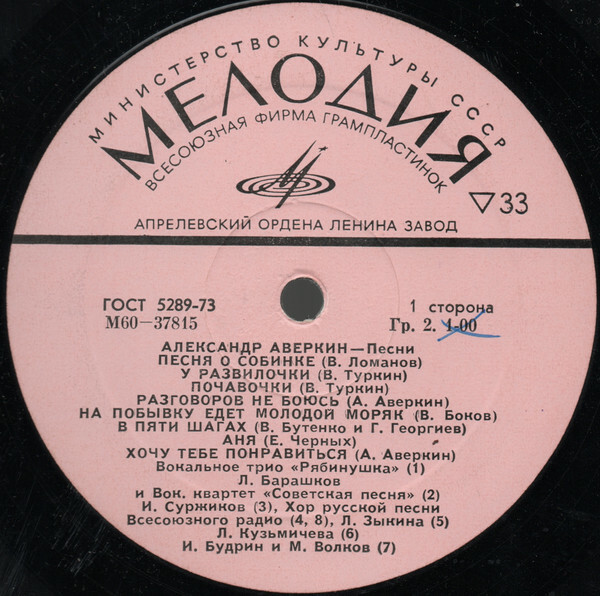 МИНИСТЕРСТВО КУЛЬТУРЫ СССР
МЕЛОДИЯ
ВСЕСОЮЗНАЯ ФИРМА ГРАМПЛАСТИНОК
33
АПРЕЛЕВСКИЙ ОРДЕНА ЛЕНИНА ЗАВОД
ГОСТ 5289-73
1 сторона
М60—37815
Гр. 2. 1-00
АЛЕКСАНДР АВЕРКИН—Песни
ПЕСНЯ О СОБИНКЕ (В. Ломанов)
У РАЗВИЛОЧКИ (В. Туркин)
ПОЧАВОЧКИ (В. Туркин)
РАЗГОВОРОВ НЕ БОЮСЬ (А. Аверкин)
НА ПОБЫВКУ ЕДЕТ МОЛОДОЙ МОРЯК (В. Боков)
В ПЯТИ ШАГАХ (В. Бутенко и Г. Георгиев)
АНЯ (Е. Черных)
ХОЧУ ТЕБЕ ПОНРАВИТЬСЯ (А. Аверкин)
Вокальное трио «Рябинушка» (1)
Л. Барашков
и Вок. квартет «Советская песня» (2)
И. Суржиков (3), Хор русской песни
Всесоюзного радио (4, 8), Л. Зыкина (5)
Л. Кузьмичева (6)
И. Будрин и М. Волков (7)